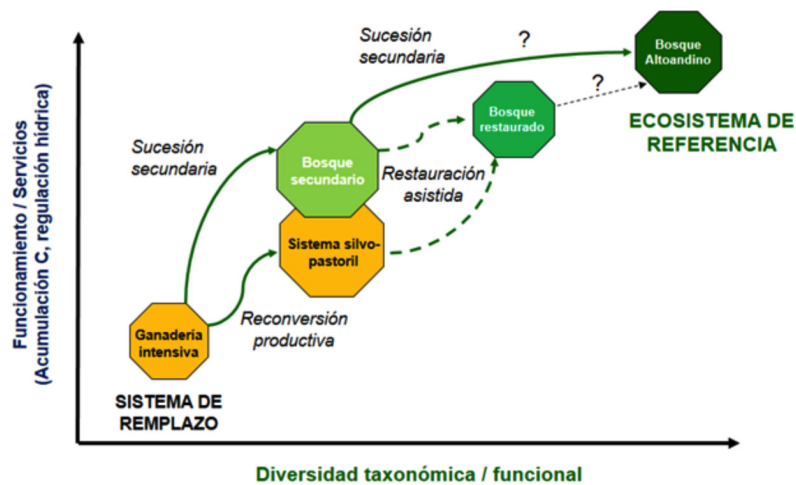 Sucesión
secundaria
?
Bosque
Altoandino
?
Bosque
restaurado
ECOSISTEMA DE
REFERENCIA
Sucesión
secundaria
Bosque
secundario
Restauración
asistida
Sistema silvo-
pastoril
Ganadería
intensiva
Reconversión
productiva
SISTEMA DE
REMPLAZO
Funcionamiento / Servicios
(Acumulación C, regulación hídrica)
Diversidad taxonómica / funcional